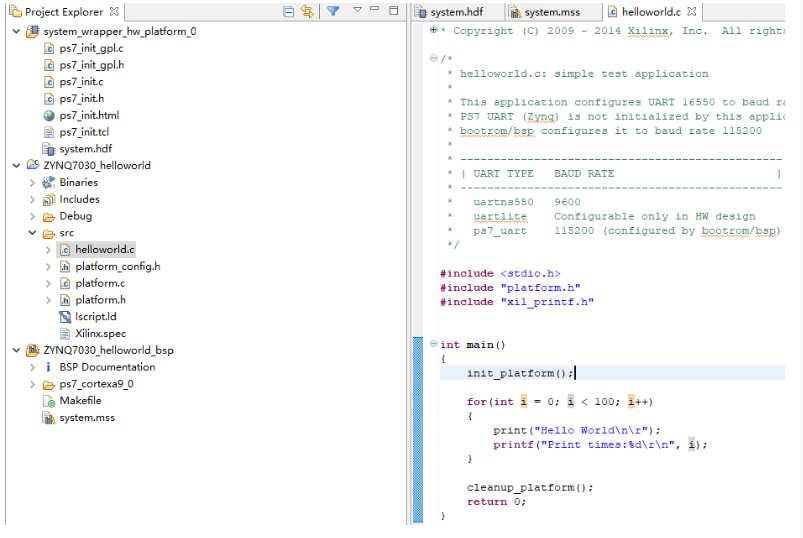 Project Explorer
system_wrapper_hw_platform_0
ps7_init_gpl.c
ps7_init_gpl.h
ps7_init.c
ps7_init.h
ps7_init.html
ps7_init.tcl
system.hdf
ZYNQ7030_helloworld
Binaries
Includes
Debug
src
helloworld.c
platform_config.h
platform.c
platform.h
lscript.ld
Xilinx.spec
ZYNQ7030_helloworld_bsp
BSP Documentation
ps7_cortexa9_0
Makefile
system.mss
system.hdf system.mss helloworld.c
* Copyright (C) 2009 - 2014 Xilinx, Inc.  All right
/*
 * helloworld.c: simple test application
 *
 * This application configures UART 16550 to baud
 * PS7 UART (Zynq) is not initialized by this
 * bootrom/bsp configures it to baud rate 115200
 *
 * ------------------------------------------------
 * | UART TYPE   BAUD RATE                        |
 * ------------------------------------------------
 *   uartns550   9600
 *   uartlite    Configurable only in HW design
 *   ps7_uart    115200 (configured by bootrom/bsp)
 */
#include <stdio.h>
#include "platform.h"
#include "xil_printf.h"
int main()
{
    init_platform();
    for(int i = 0; i < 100; i++)
    {
        print("Hello World\n\r");
        printf("Print times:%d\r\n", i);
    }
    cleanup_platform();
    return 0;
}